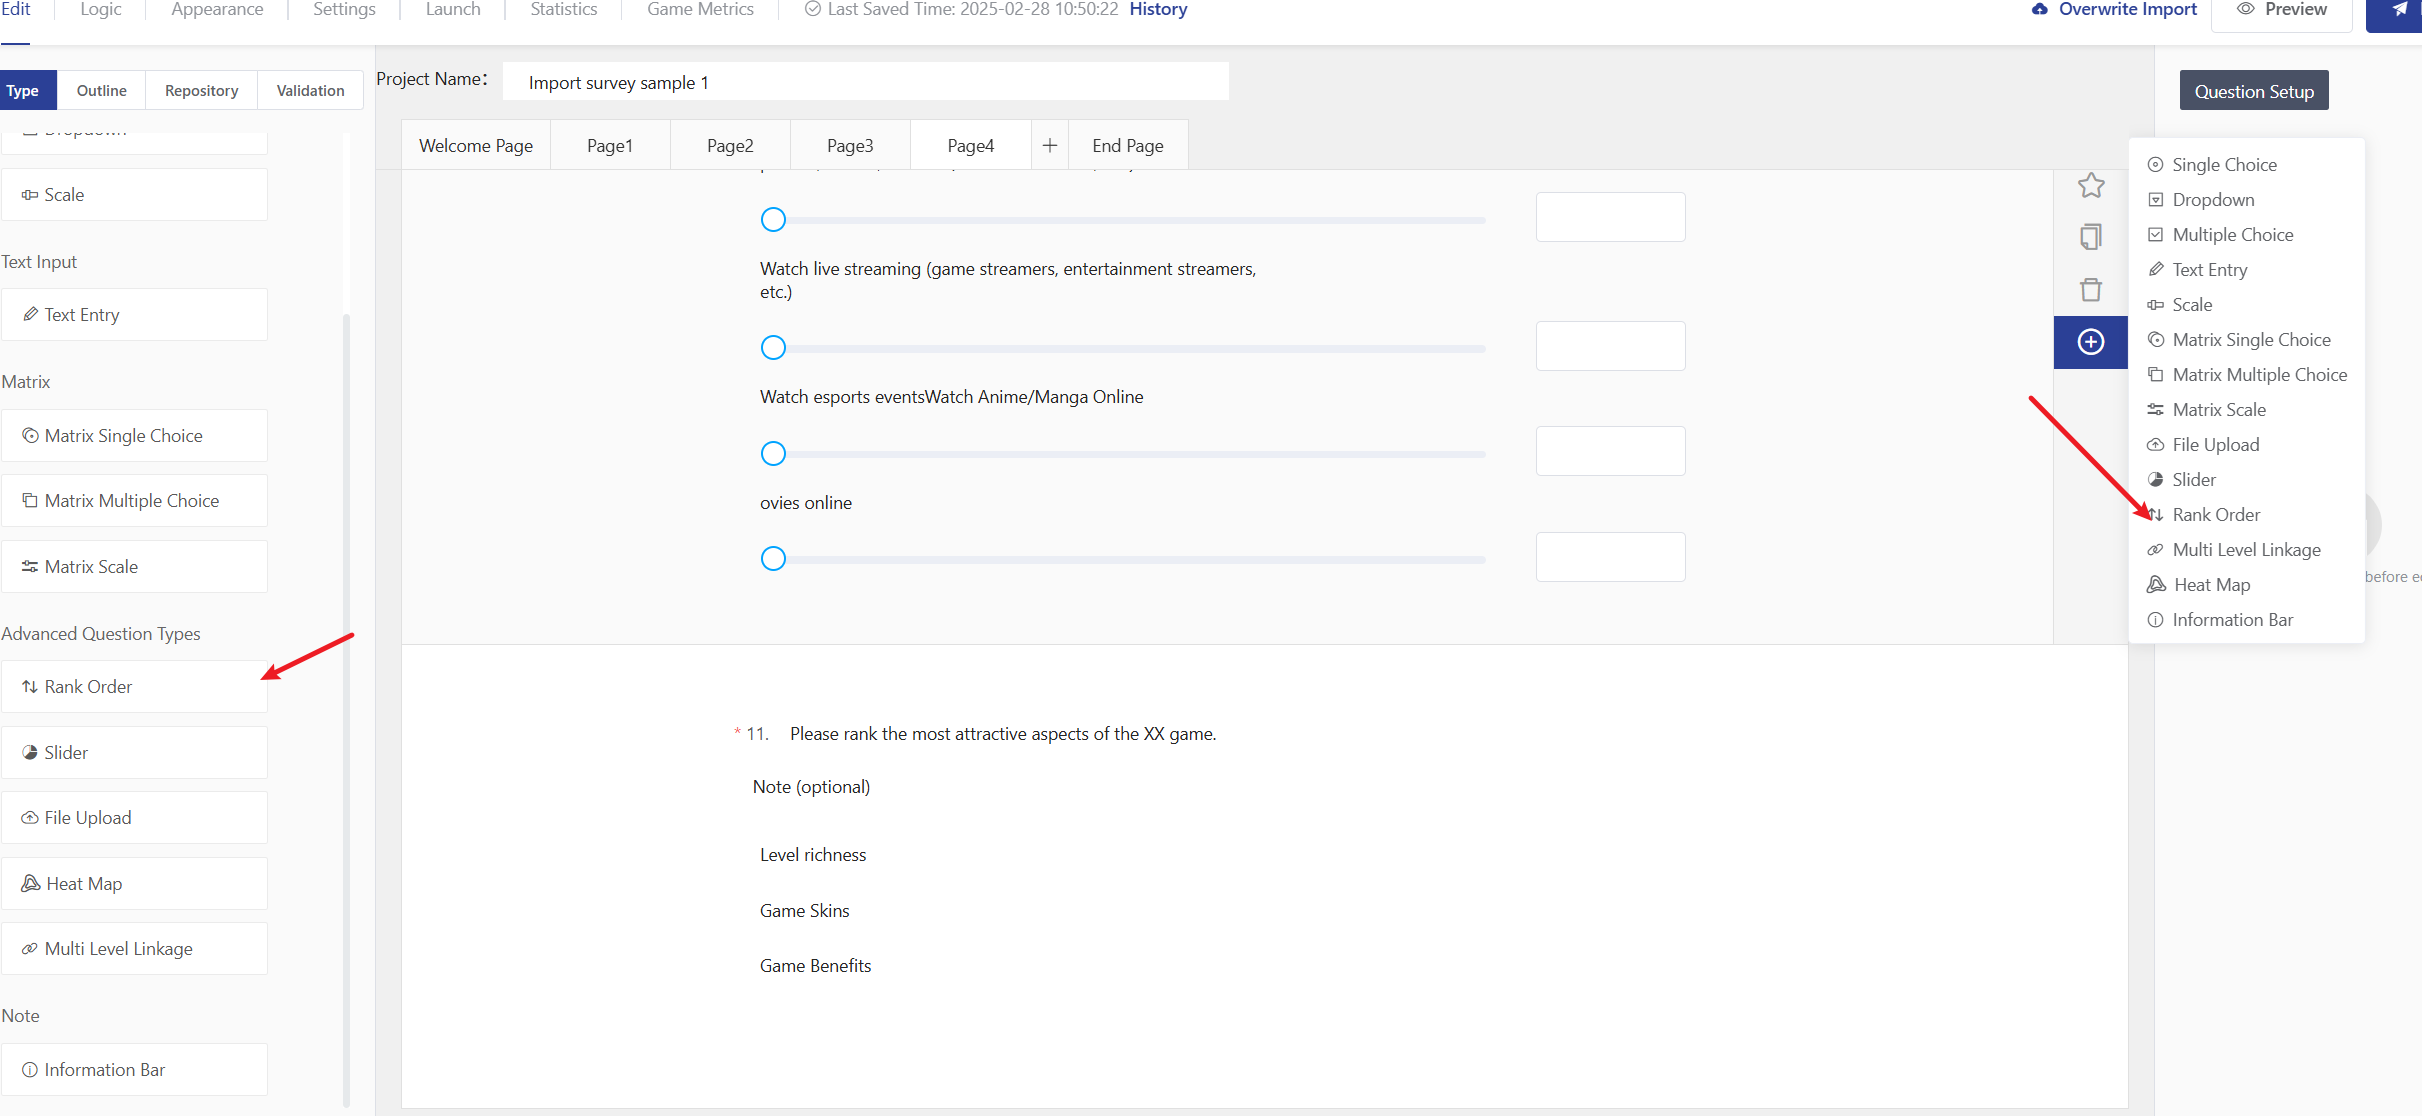 Edit
Logic
Appearance
Settings
Launch
Statistics
Game Metrics
Last Saved Time: 2025-02-28 10:50:22 History
Overwrite Import
Preview
Type
Outline
Repository
Validation
Project Name:
Import survey sample 1
Question Setup
Welcome Page
Page1
Page2
Page3
Page4
End Page
Dropdown
Scale
Text Input
Text Entry
Matrix
Matrix Single Choice
Matrix Multiple Choice
Matrix Scale
Advanced Question Types
Rank Order
Slider
File Upload
Heat Map
Multi Level Linkage
Note
Information Bar
Watch live streaming (game streamers, entertainment streamers,
etc.)
Watch esports eventsWatch Anime/Manga Online
ovies online
* 11. Please rank the most attractive aspects of the XX game.
Note (optional)
Level richness
Game Skins
Game Benefits
Single Choice
Dropdown
Multiple Choice
Text Entry
Scale
Matrix Single Choice
Matrix Multiple Choice
Matrix Scale
File Upload
Slider
Rank Order
Multi Level Linkage
Heat Map
Information Bar
before